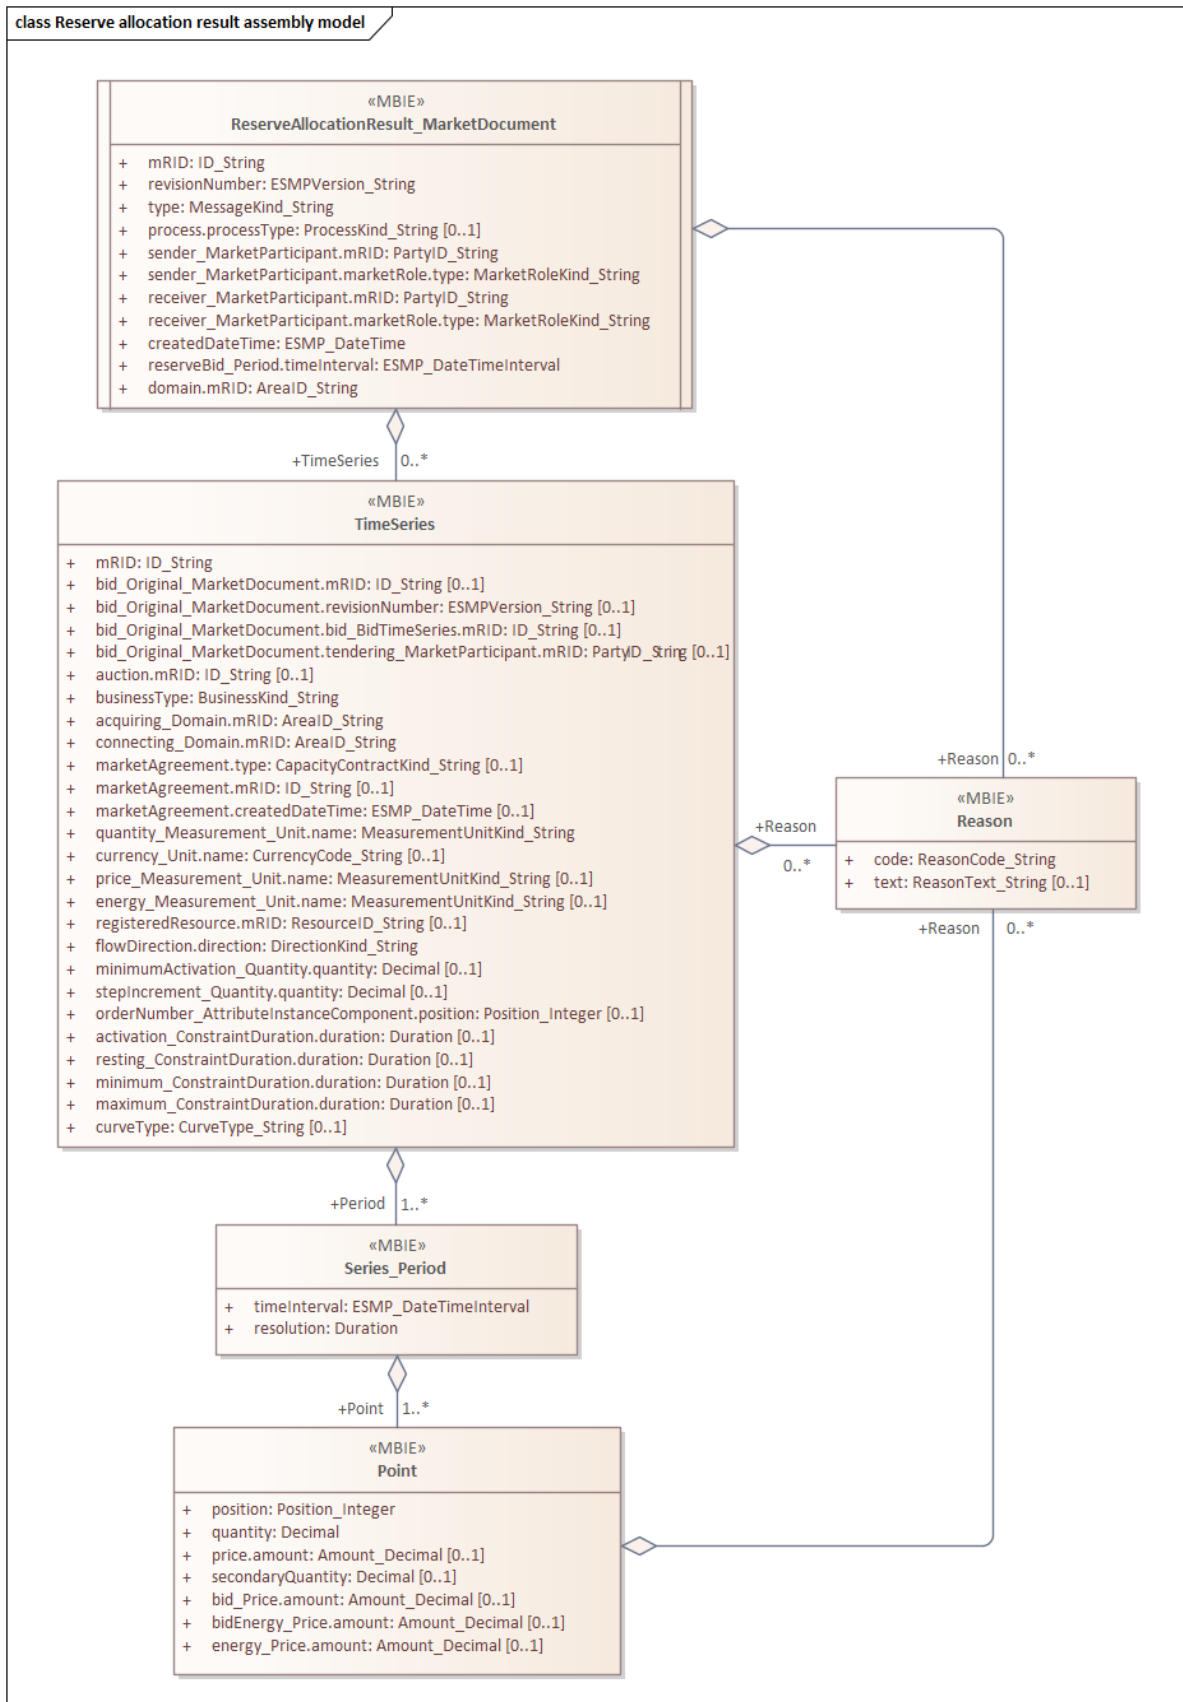 class Reserve allocation result assembly model
«MBIE»
ReserveAllocationResult_MarketDocument
+ mRID: ID_String
+ revisionNumber: ESMPVersion_String
+ type: MessageKind_String
+ process.processType: ProcessKind_String [0..1]
+ sender_MarketParticipant.mRID: PartyID_String
+ sender_MarketParticipant.marketRole.type: MarketRoleKind_String
+ receiver_MarketParticipant.mRID: PartyID_String
+ receiver_MarketParticipant.marketRole.type: MarketRoleKind_String
+ createdDateTime: ESMP_DateTime
+ reserveBid_Period.timeInterval: ESMP_DateTimeInterval
+ domain.mRID: AreaID_String
+TimeSeries 0..*
«MBIE»
TimeSeries
+ mRID: ID_String
+ bid_Original_MarketDocument.mRID: ID_String [0..1]
+ bid_Original_MarketDocument.revisionNumber: ESMPVersion_String [0..1]
+ bid_Original_MarketDocument.bid_BidTimeSeries.mRID: ID_String [0..1]
+ bid_Original_MarketDocument.tendering_MarketParticipant.mRID: PartyID_String [0..1]
+ auction.mRID: ID_String [0..1]
+ businessType: BusinessKind_String
+ acquiring_Domain.mRID: AreaID_String
+ connecting_Domain.mRID: AreaID_String
+ marketAgreement.type: CapacityContractKind_String [0..1]
+ marketAgreement.mRID: ID_String [0..1]
+ marketAgreement.createdDateTime: ESMP_DateTime [0..1]
+ quantity_Measurement_Unit.name: MeasurementUnitKind_String
+ currency_Unit.name: CurrencyCode_String [0..1]
+ price_Measurement_Unit.name: MeasurementUnitKind_String [0..1]
+ energy_Measurement_Unit.name: MeasurementUnitKind_String [0..1]
+ registeredResource.mRID: ResourceID_String [0..1]
+ flowDirection.direction: DirectionKind_String
+ minimumActivation_Quantity.quantity: Decimal [0..1]
+ stepIncrement_Quantity.quantity: Decimal [0..1]
+ orderNumber_AttributeInstanceComponent.position: Position_Integer [0..1]
+ activation_ConstraintDuration.duration: Duration [0..1]
+ resting_ConstraintDuration.duration: Duration [0..1]
+ minimum_ConstraintDuration.duration: Duration [0..1]
+ maximum_ConstraintDuration.duration: Duration [0..1]
+ curveType: CurveType_String [0..1]
+Reason 0..*
+Reason
0..*
«MBIE»
Reason
+ code: ReasonCode_String
+ text: ReasonText_String [0..1]
+Reason 0..*
+Period 1..*
«MBIE»
Series_Period
+ timeInterval: ESMP_DateTimeInterval
+ resolution: Duration
+Point 1..*
«MBIE»
Point
+ position: Position_Integer
+ quantity: Decimal
+ price.amount: Amount_Decimal [0..1]
+ secondaryQuantity: Decimal [0..1]
+ bid_Price.amount: Amount_Decimal [0..1]
+ bidEnergy_Price.amount: Amount_Decimal [0..1]
+ energy_Price.amount: Amount_Decimal [0..1]